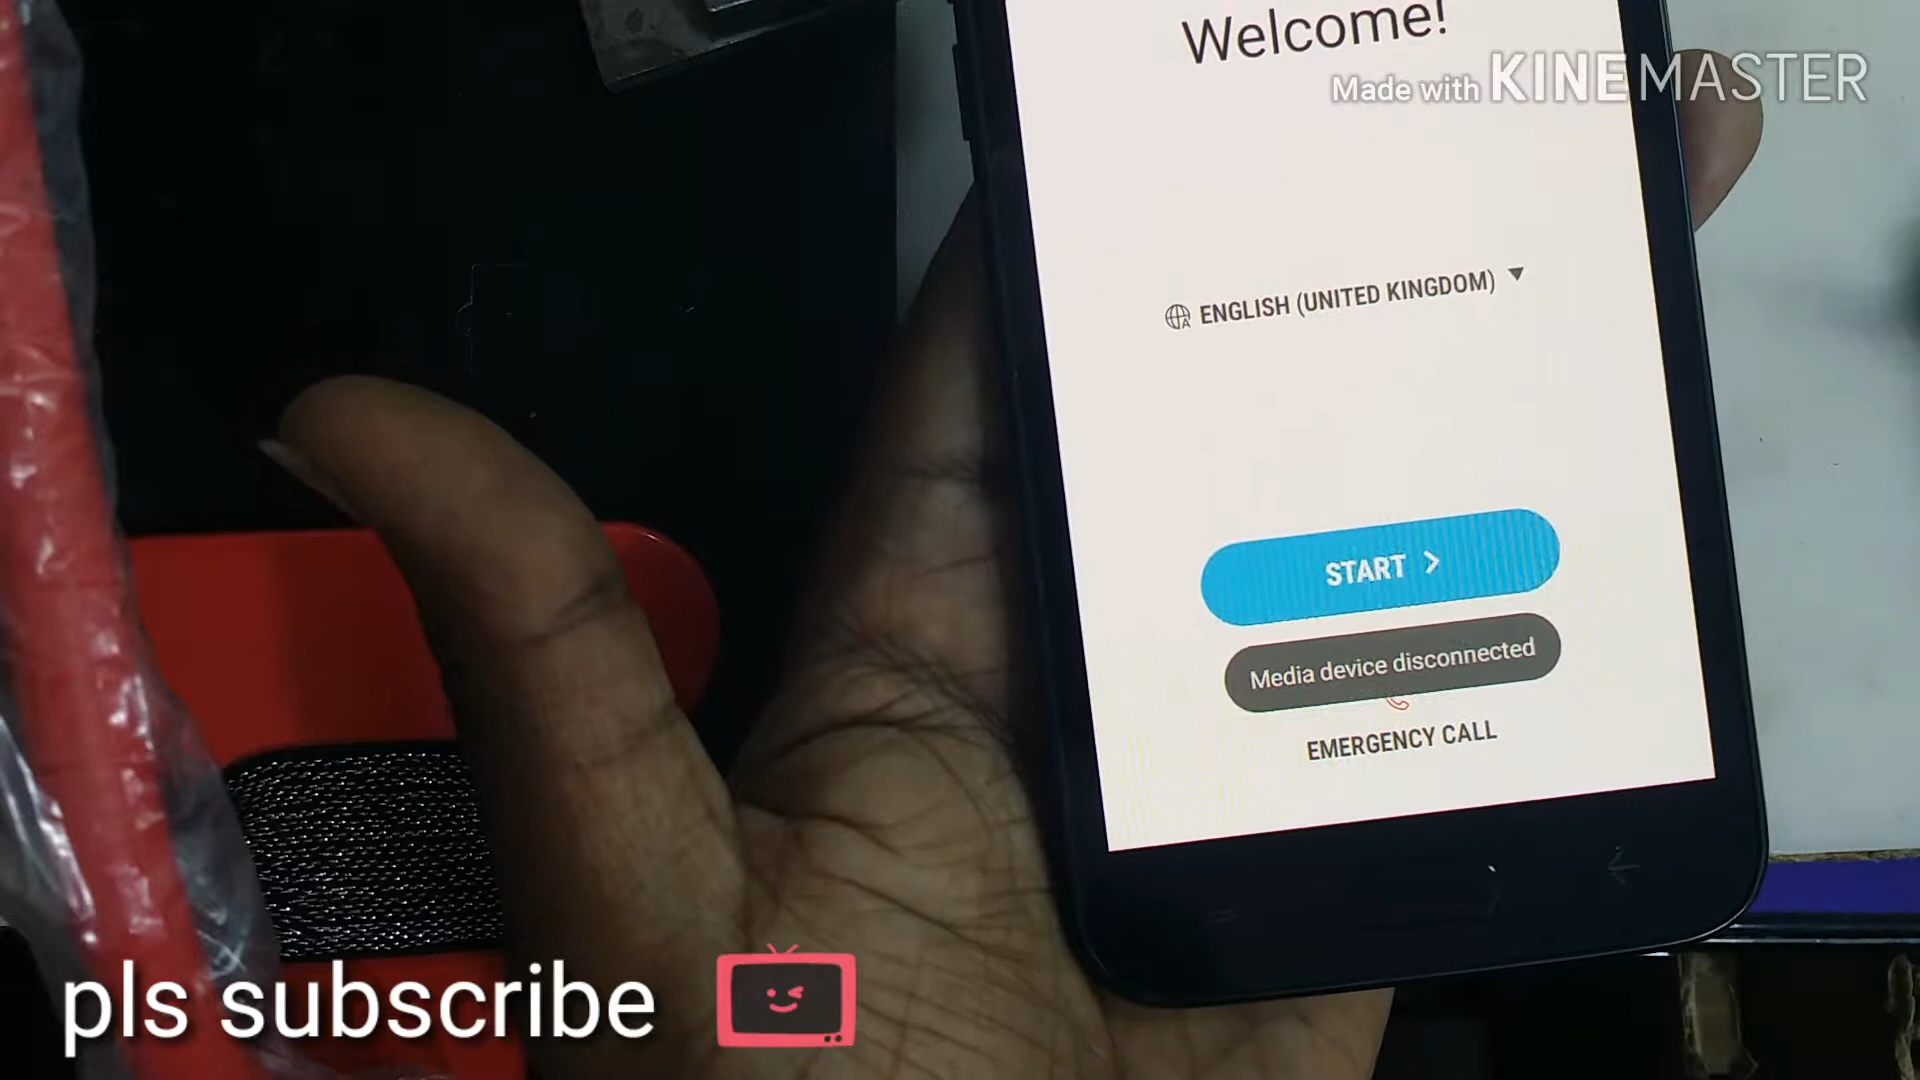 Welcome!
Made with KINEMASTER
ENGLISH (UNITED KINGDOM)
START
Media device disconnected
EMERGENCY CALL
pls subscribe